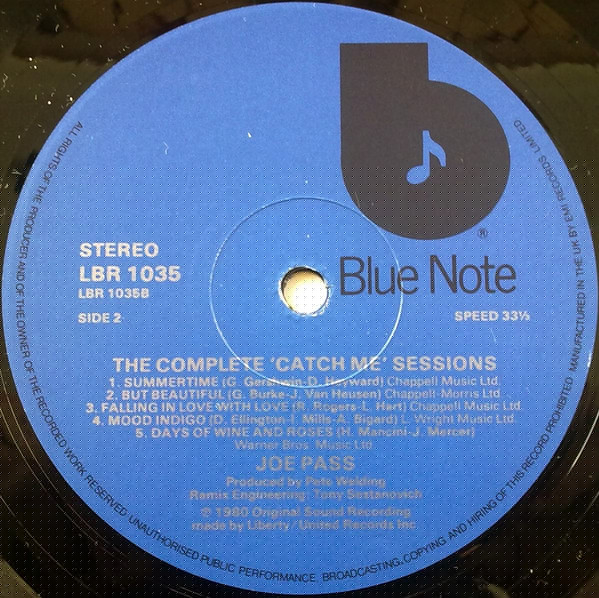 Blue Note
®
STEREO
LBR 1035
LBR 1035B
SIDE 2
SPEED 33⅓
THE COMPLETE 'CATCH ME' SESSIONS
1. SUMMERTIME (G. Gershwin-D. Heyward) Chappell Music Ltd.
2. BUT BEAUTIFUL (G. Burke-J. Van Heusen) Chappell-Morris Ltd
3. FALLING IN LOVE WITH LOVE (R. Rogers-L. Hart) Chappell Music Ltd.
4. MOOD INDIGO (D. Ellington-I. Mills-A. Bigard) L. Wright Music Ltd.
5. DAYS OF WINE AND ROSES (H. Mancini-J. Mercer)
Warner Bros. Music Ltd.
JOE PASS
Produced by Pete Welding
Remix Engineering: Tony Sestanovich
℗ 1980 Original Sound Recording
made by Liberty/United Records Inc
ALL RIGHTS OF THE PRODUCER AND OF THE OWNER OF THE RECORDED WORK RESERVED. UNAUTHORISED PUBLIC PERFORMANCE, BROADCASTING, COPYING AND HIRING OF THIS RECORD PROHIBITED. MANUFACTURED IN THE UK BY EMI RECORDS LIMITED